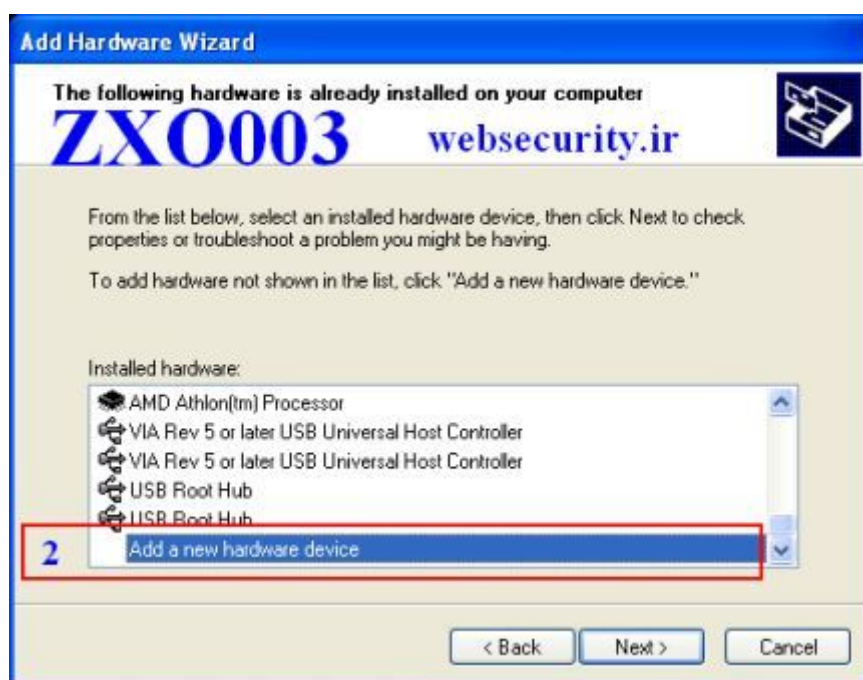 Add Hardware Wizard
The following hardware is already installed on your computer
ZXO003 websecurity.ir
From the list below, select an installed hardware device, then click Next to check
properties or troubleshoot a problem you might be having.
To add hardware not shown in the list, click "Add a new hardware device."
Installed hardware:
AMD Athlon(tm) Processor
VIA Rev 5 or later USB Universal Host Controller
VIA Rev 5 or later USB Universal Host Controller
USB Root Hub
USB Root Hub
2 Add a new hardware device
< Back Next > Cancel